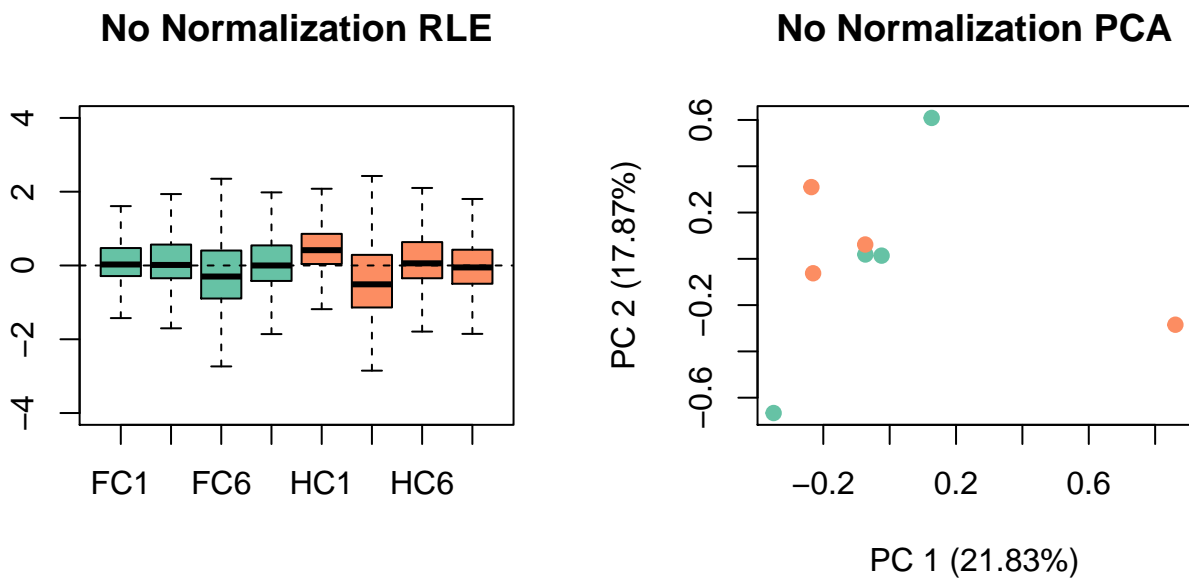 No Normalization RLE
4
2
0
−2
−4
FC1 FC6 HC1 HC6
No Normalization PCA
PC 2 (17.87%)
0.6
0.2
−0.2
−0.6
−0.2 0.2 0.6
PC 1 (21.83%)